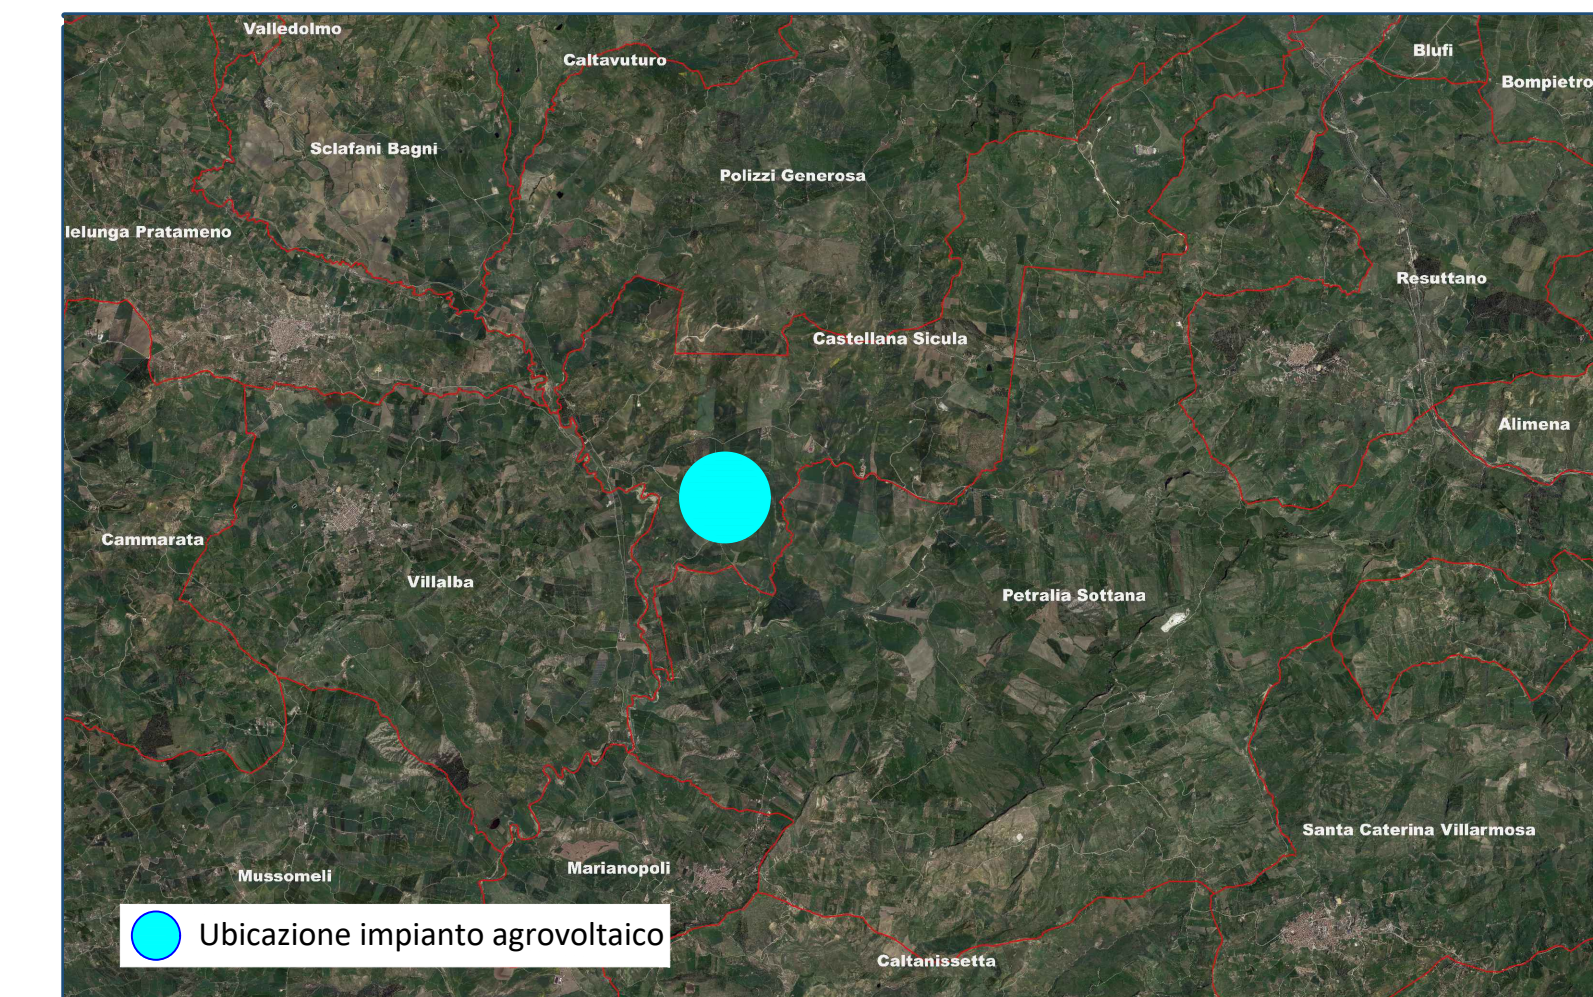 Valledolmo
Blufi
Caltavuturo
Bompietro
Sclafani Bagni
Polizzi Generosa
lelunga Pratameno
Resuttano
Castellana Sicula
Alimena
Cammarata
Villalba
Petralia Sottana
Santa Caterina Villarmosa
Marianopoli
Mussomeli
Ubicazione impianto agrovoltaico
Caltanissetta